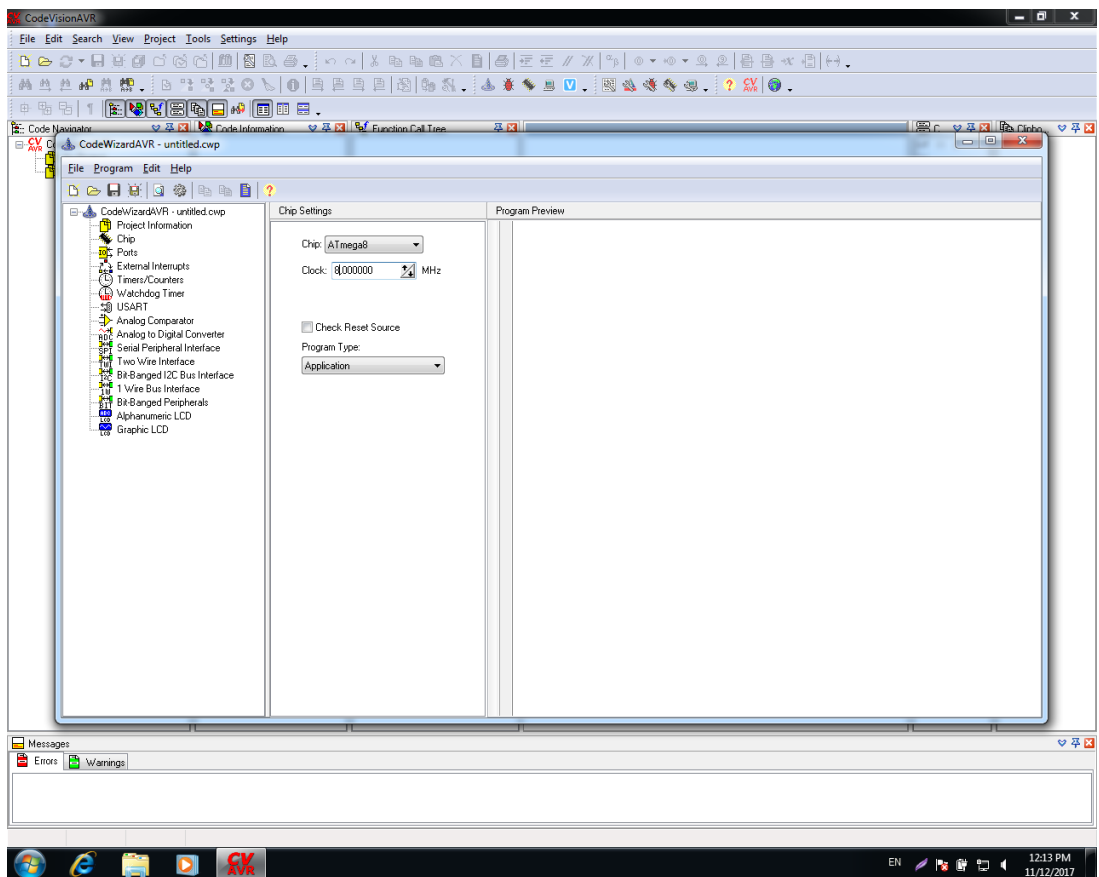 CodeVisionAVR
File Edit Search View Project Tools Settings Help
Code Navigator
Code Information
Function Call Tree
C
Clipbo
CodeWizardAVR - untitled.cwp
File Program Edit Help
CodeWizardAVR - untitled.cwp
Project Information
Chip
Ports
External Interrupts
Timers/Counters
Watchdog Timer
USART
Analog Comparator
Analog to Digital Converter
Serial Peripheral Interface
Two Wire Interface
Bit-Banged I2C Bus Interface
1 Wire Bus Interface
Bit-Banged Peripherals
Alphanumeric LCD
Graphic LCD
Chip Settings
Chip: ATmega8
Clock: 8,000000 MHz
Check Reset Source
Program Type:
Application
Program Preview
Messages
Errors
Warnings
CV
AVR
EN
12:13 PM
11/12/2017